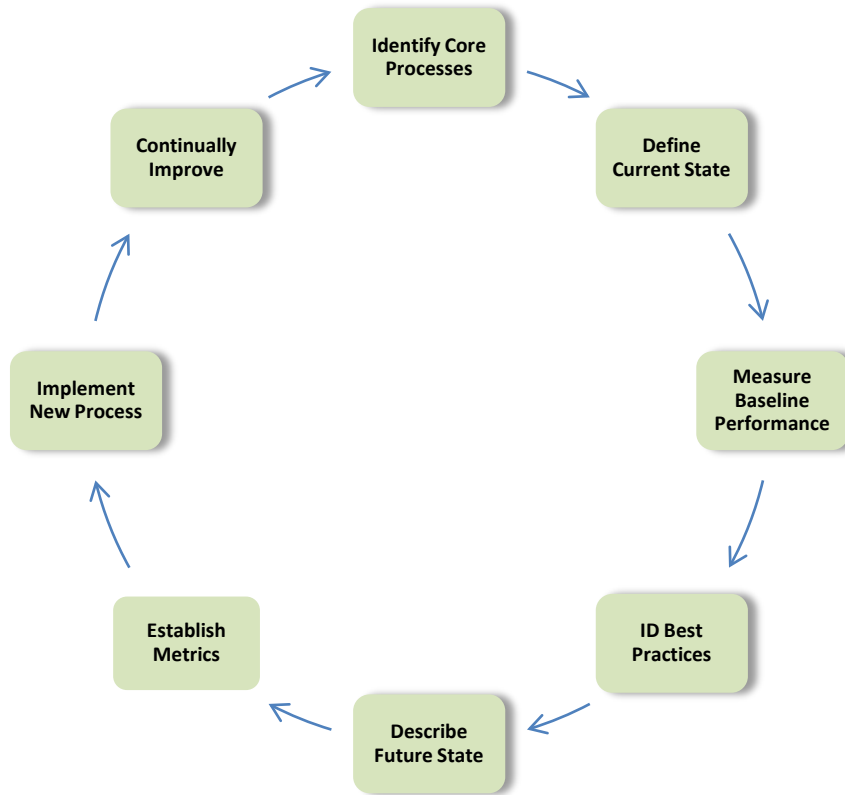 Identify Core
Processes
Define
Current State
Measure
Baseline
Performance
ID Best
Practices
Describe
Future State
Establish
Metrics
Implement
New Process
Continually
Improve